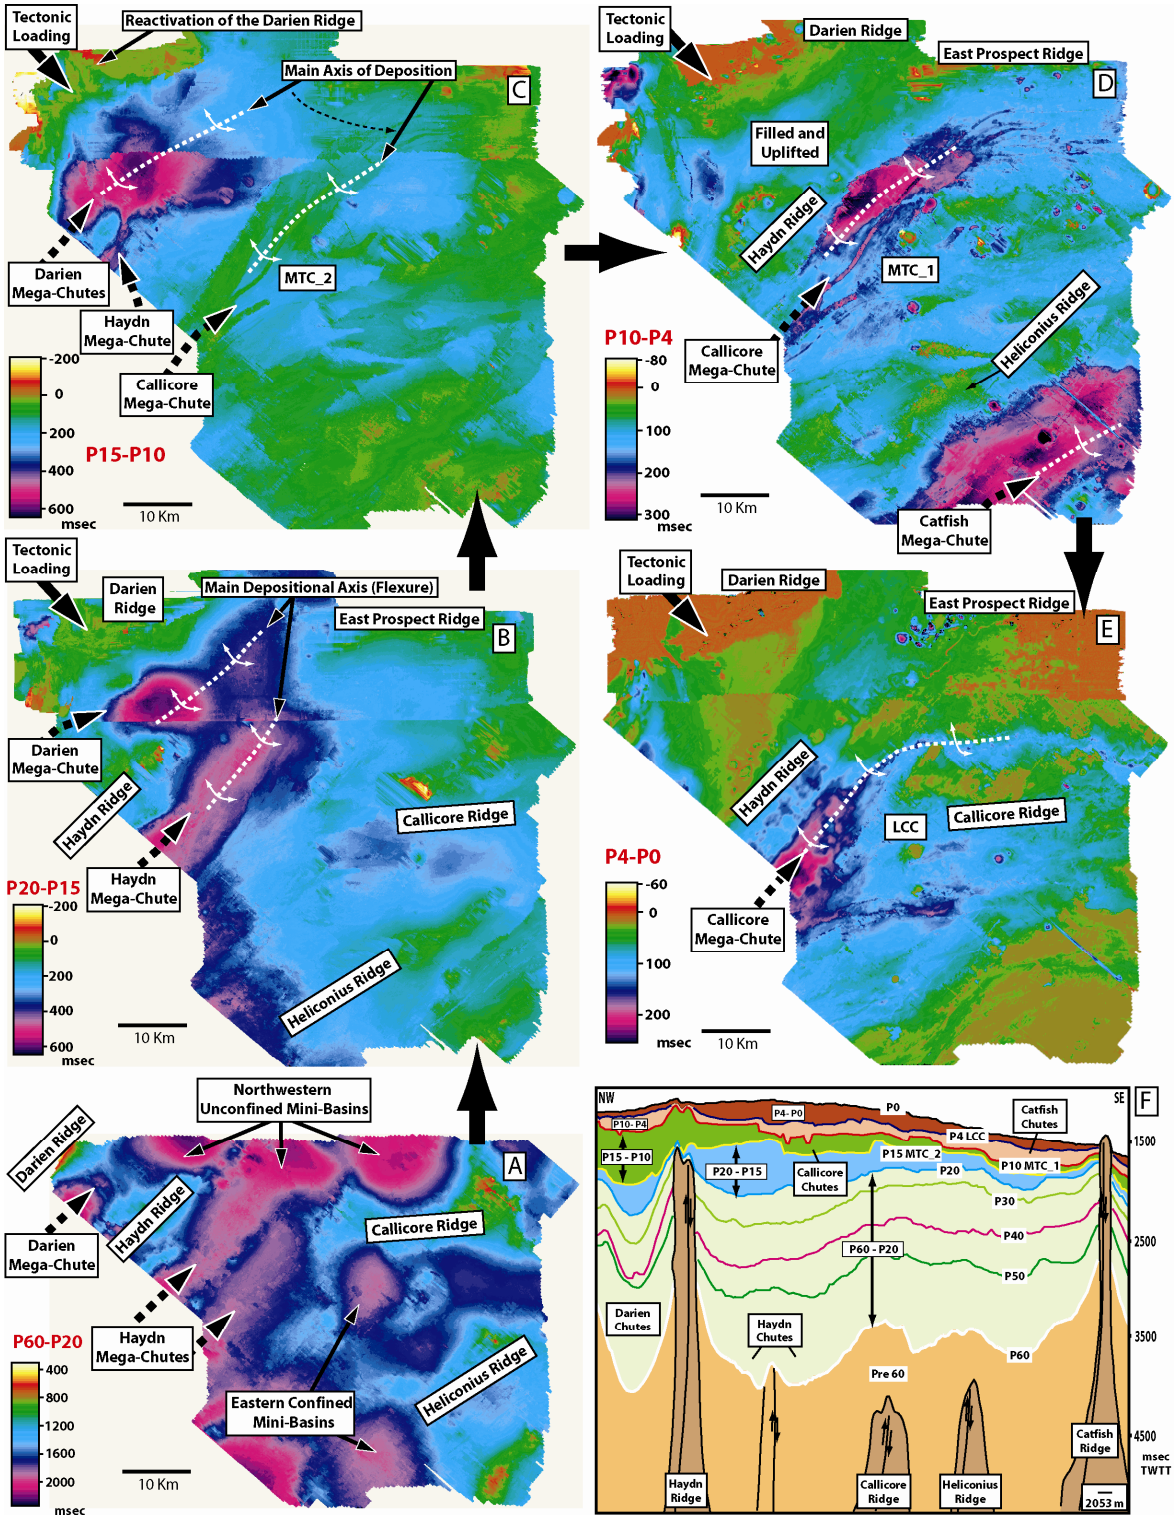 Tectonic
Loading
Reactivation of the Darien Ridge
Main Axis of Deposition
C
Darien
Mega-Chutes
Haydn
Mega-Chute
Callicore
Mega-Chute
MTC_2
-200
0
200
400
600
msec
P15-P10
10 Km
Tectonic
Loading
Darien Ridge
East Prospect Ridge
D
Filled and
Uplifted
Haydn Ridge
MTC_1
Callicore
Mega-Chute
Heliconius Ridge
Catfish
Mega-Chute
P10-P4
-80
0
100
200
300
msec
10 Km
Tectonic
Loading
Darien
Ridge
Main Depositional Axis (Flexure)
East Prospect Ridge
B
Darien
Mega-Chute
Haydn Ridge
Haydn
Mega-Chute
Callicore Ridge
Heliconius Ridge
P20-P15
-200
0
200
400
600
msec
10 Km
Tectonic
Loading
Darien Ridge
East Prospect Ridge
E
Haydn Ridge
LCC
Callicore Ridge
Callicore
Mega-Chute
P4-P0
-60
0
100
200
msec
10 Km
Northwestern
Unconfined Mini-Basins
A
Darien Ridge
Haydn Ridge
Callicore Ridge
Darien
Mega-Chute
Haydn
Mega-Chutes
Heliconius Ridge
Eastern Confined
Mini-Basins
P60-P20
400
800
1200
1600
2000
msec
10 Km
NW
SE
F
P4- P0
P0
Catfish
Chutes
P10- P4
P4 LCC
1500
P15 - P10
P20 - P15
P15 MTC_2
P10 MTC_1
Callicore
Chutes
P20
P30
P40
2500
P60 - P20
P50
Darien
Chutes
Haydn
Chutes
3500
P60
Pre 60
4500
msec
TWTT
Haydn
Ridge
Callicore
Ridge
Heliconius
Ridge
Catfish
Ridge
2053 m